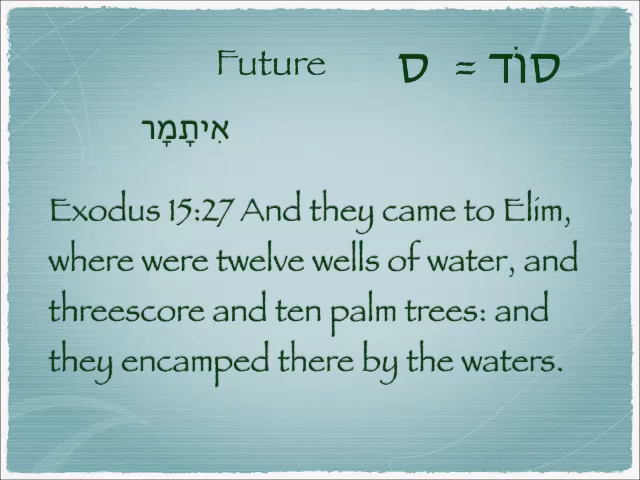 Future ס = סוֹד
אִיתָמָר
Exodus 15:27 And they came to Elim,
where were twelve wells of water, and
threescore and ten palm trees: and
they encamped there by the waters.